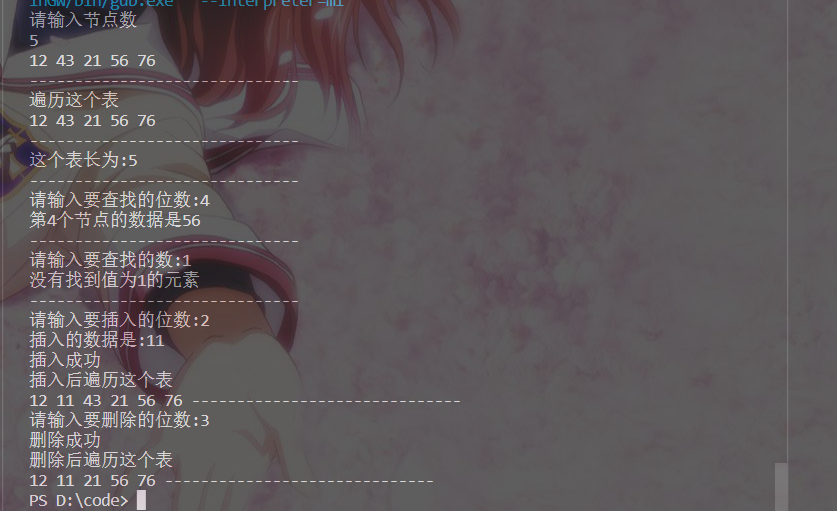 inGW/bin/gdb.exe' '--interpreter=mi'
请输入节点数
5
12 43 21 56 76
------------------------------
遍历这个表
12 43 21 56 76
------------------------------
这个表长为:5
------------------------------
请输入要查找的位数:4
第4个节点的数据是56
------------------------------
请输入要查找的数:1
没有找到值为1的元素
------------------------------
请输入要插入的位数:2
插入的数据是:11
插入成功
插入后遍历这个表
12 11 43 21 56 76 ------------------------------
请输入要删除的位数:3
删除成功
删除后遍历这个表
12 11 21 56 76 ------------------------------
PS D:\code>